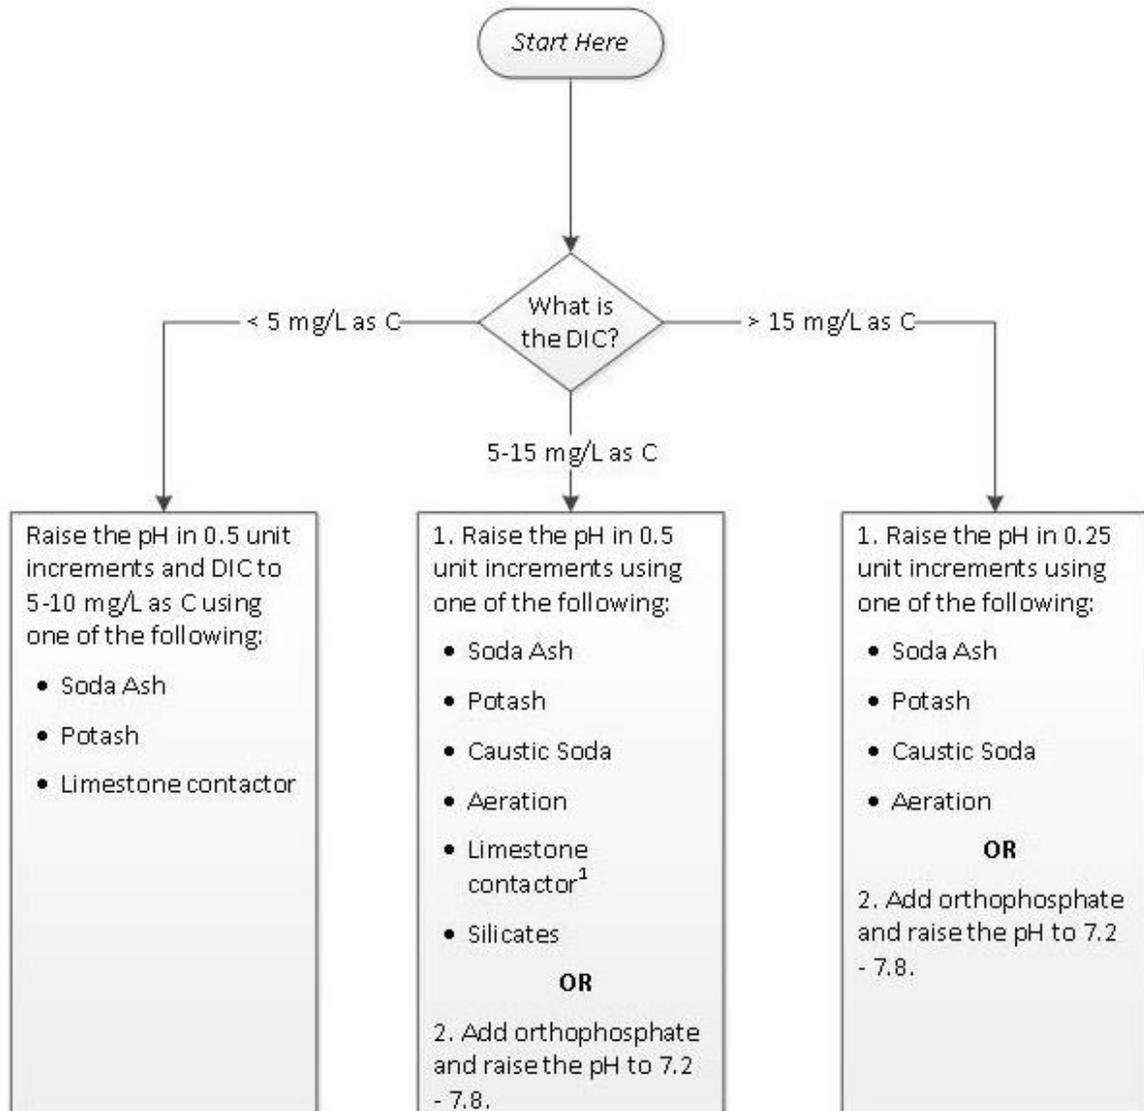 Start Here
What is
the DIC?
< 5 mg/L as C
> 15 mg/L as C
5-15 mg/L as C
Raise the pH in 0.5 unit
increments and DIC to
5-10 mg/L as C using
one of the following:
• Soda Ash
• Potash
• Limestone contactor
1. Raise the pH in 0.5
unit increments using
one of the following:
• Soda Ash
• Potash
• Caustic Soda
• Aeration
• Limestone
contactor¹
• Silicates
OR
2. Add orthophosphate
and raise the pH to 7.2
- 7.8.
1. Raise the pH in 0.25
unit increments using
one of the following:
• Soda Ash
• Potash
• Caustic Soda
• Aeration
OR
2. Add orthophosphate
and raise the pH to 7.2
- 7.8.